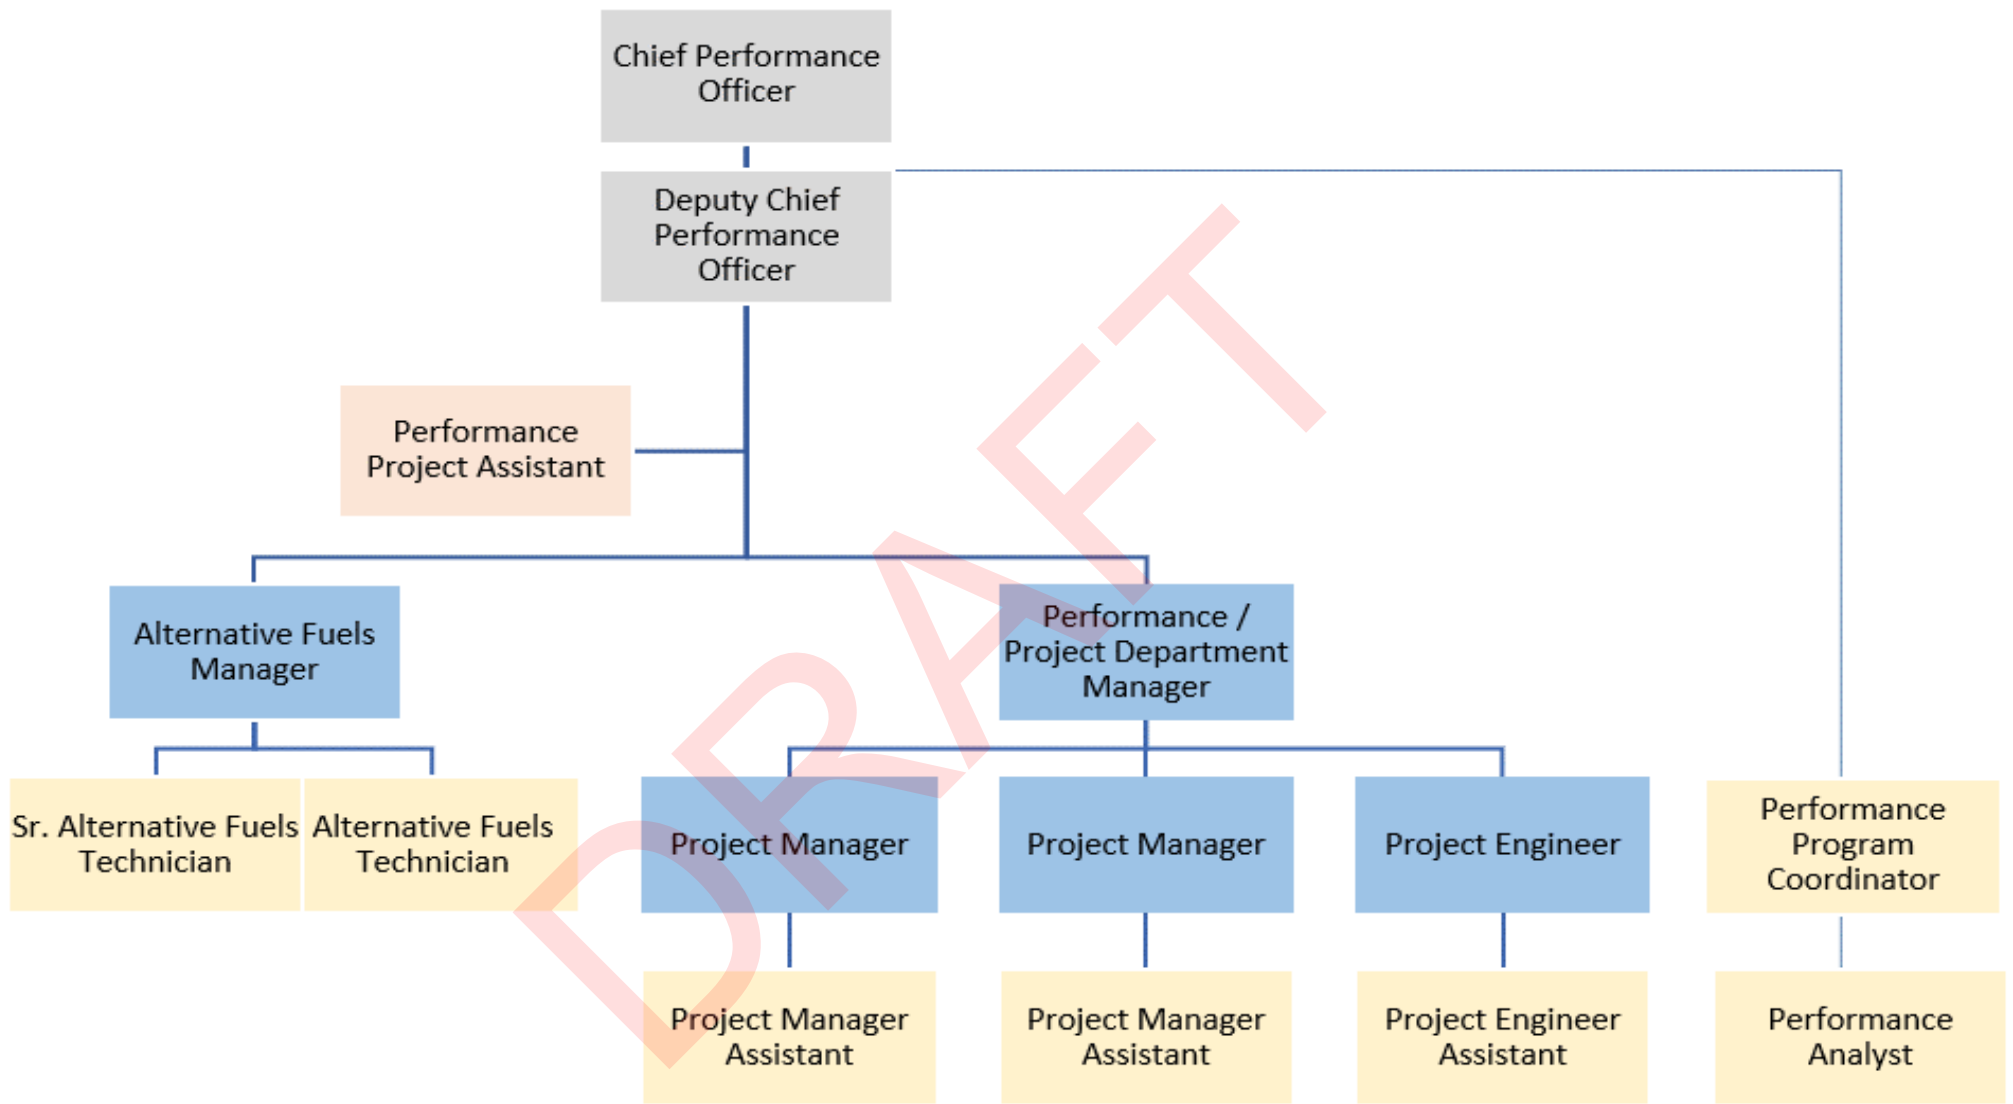 Chief Performance
Officer
Deputy Chief
Performance
Officer
Performance
Project Assistant
Alternative Fuels
Manager
Performance /
Project Department
Manager
Sr. Alternative Fuels
Technician
Alternative Fuels
Technician
Project Manager
Project Manager
Project Engineer
Performance
Program
Coordinator
Project Manager
Assistant
Project Manager
Assistant
Project Engineer
Assistant
Performance
Analyst
DRAFT